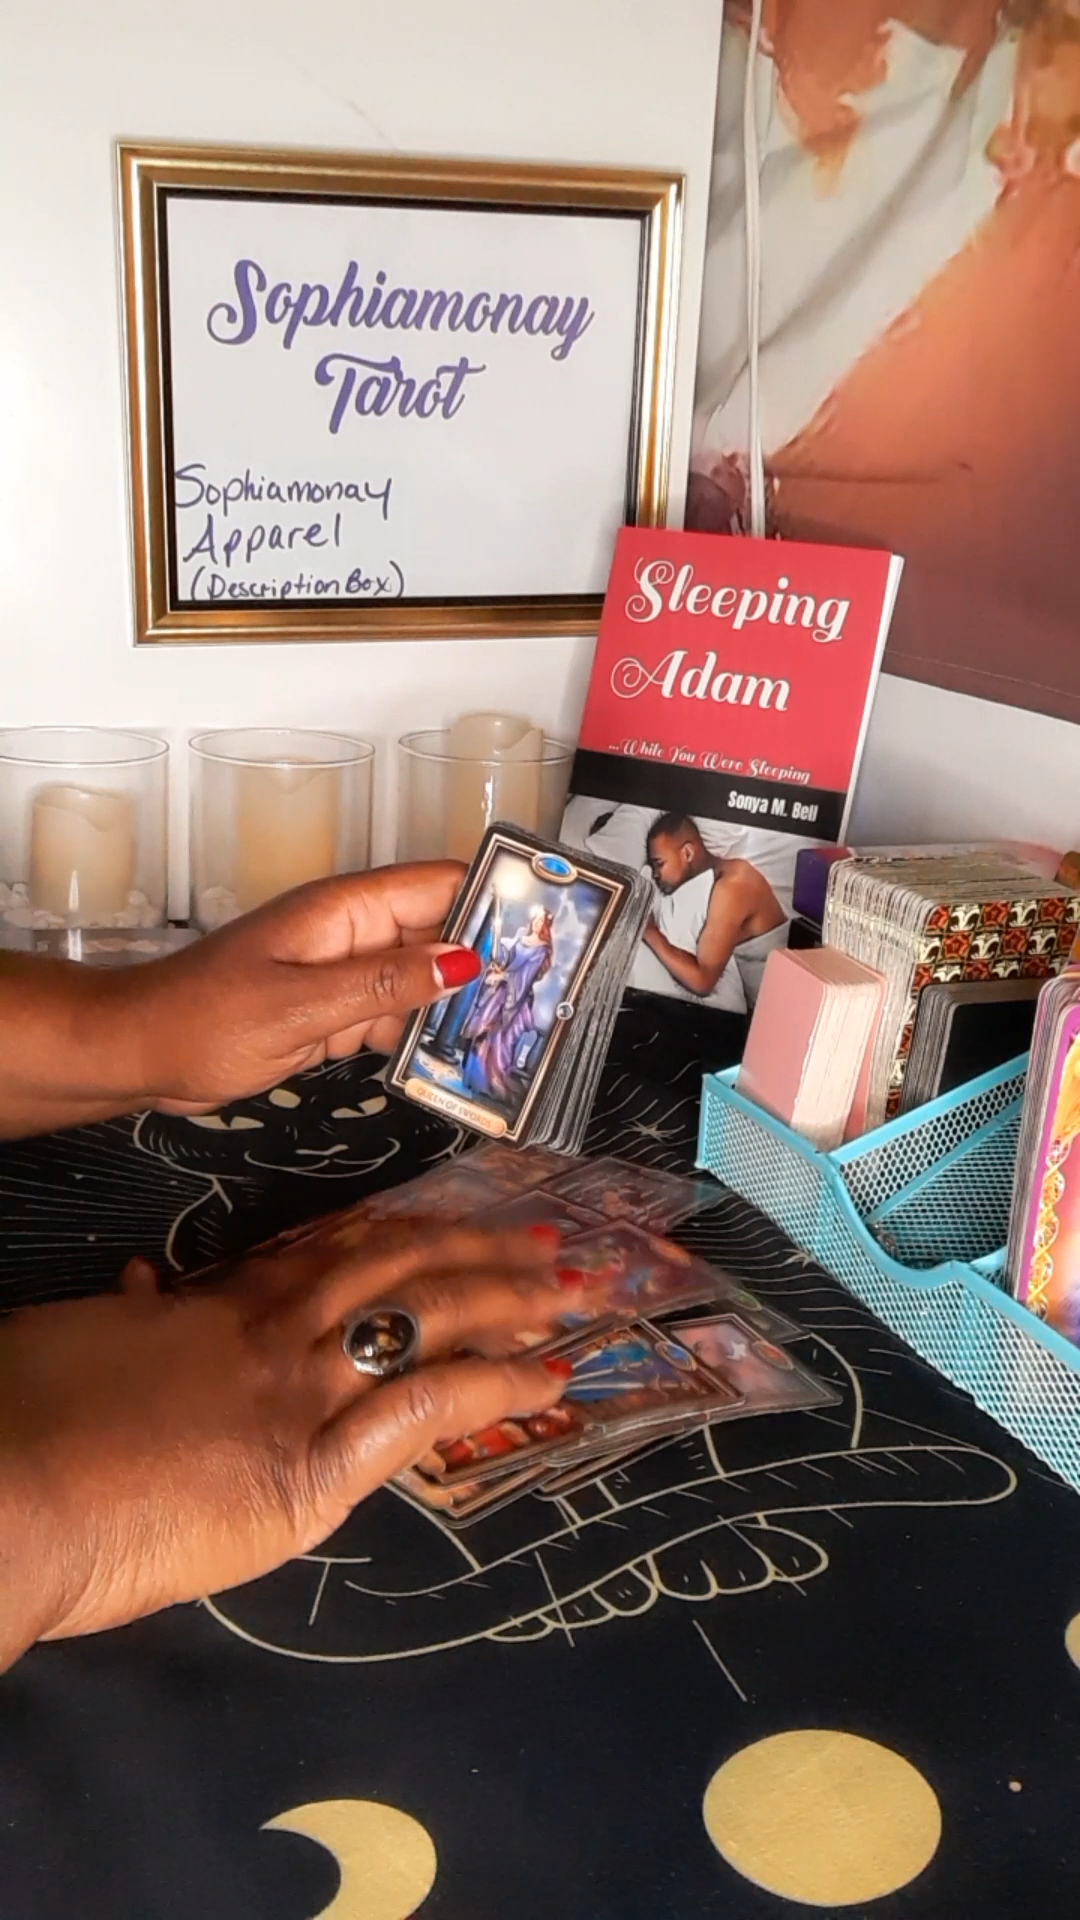 Sophiamonay
Tarot
Sophiamonay
Apparel
(Description Box)
Sleeping
Adam
...While You Were Sleeping
Sonya M. Bell
QUEEN OF SWORDS